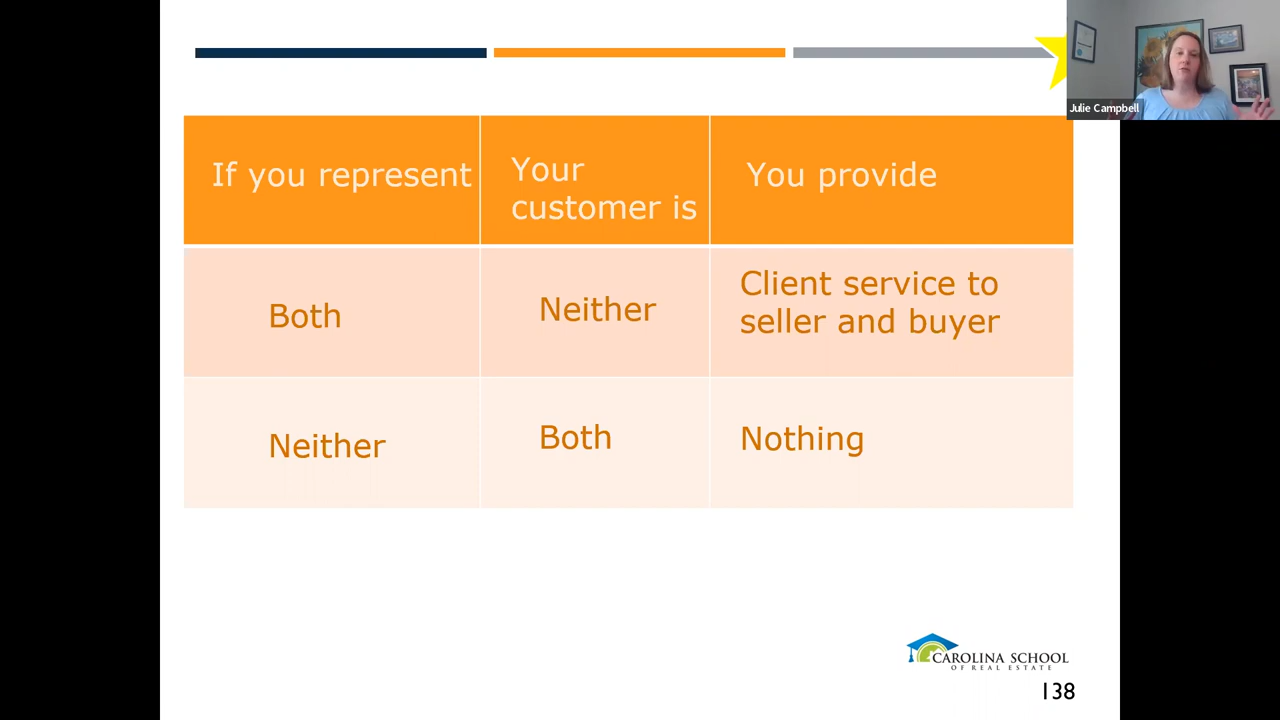 Julie Campbell
If you represent
Your
customer is
You provide
Both
Neither
Client service to
seller and buyer
Neither
Both
Nothing
CAROLINA SCHOOL
OF REAL ESTATE
138